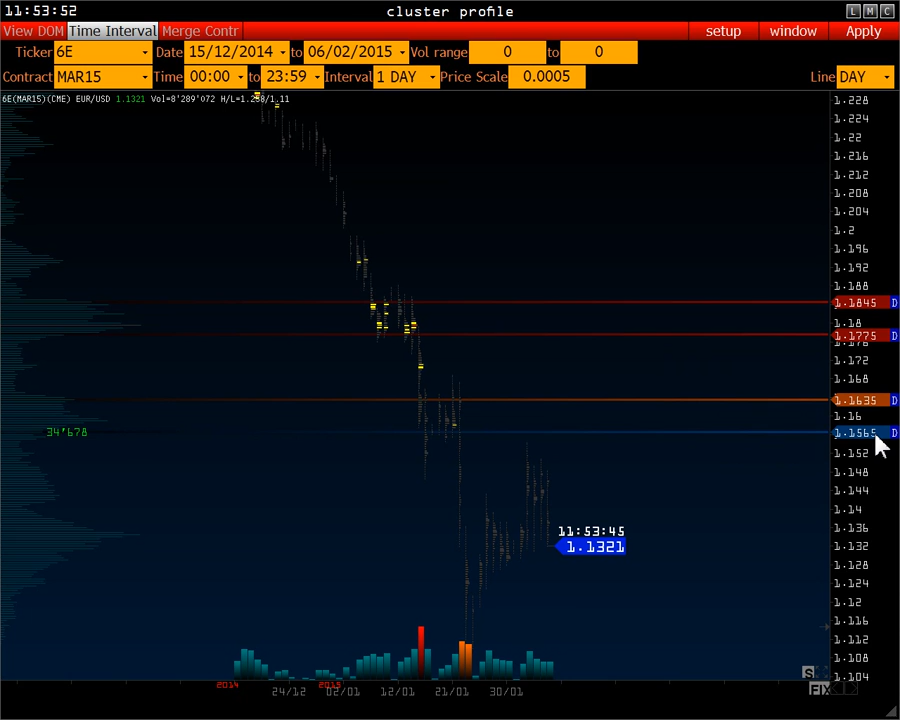 11:53:52 cluster profile L M C
View DOM Time Interval Merge Contr setup window Apply
Ticker 6E Date 15/12/2014 to 06/02/2015 Vol range 0 to 0
Contract MAR15 Time 00:00 to 23:59 Interval 1 DAY Price Scale 0.0005 Line DAY
6E(MAR15)(CME) EUR/USD 1.1321 Vol=8'289'072 H/L=1.258/1.11
1.228
1.224
1.22
1.216
1.212
1.208
1.204
1.2
1.196
1.192
1.188
1.1845 D
1.18
1.1775 D
1.176
1.172
1.168
1.1635 D
1.16
34'678 1.1565 D
1.152
1.148
1.144
1.14
1.136
11:53:45
1.1321 1.132
1.128
1.124
1.12
1.116
1.112
1.108
1.104
S
FIX
2014 2015
24/12 02/01 12/01 21/01 30/01